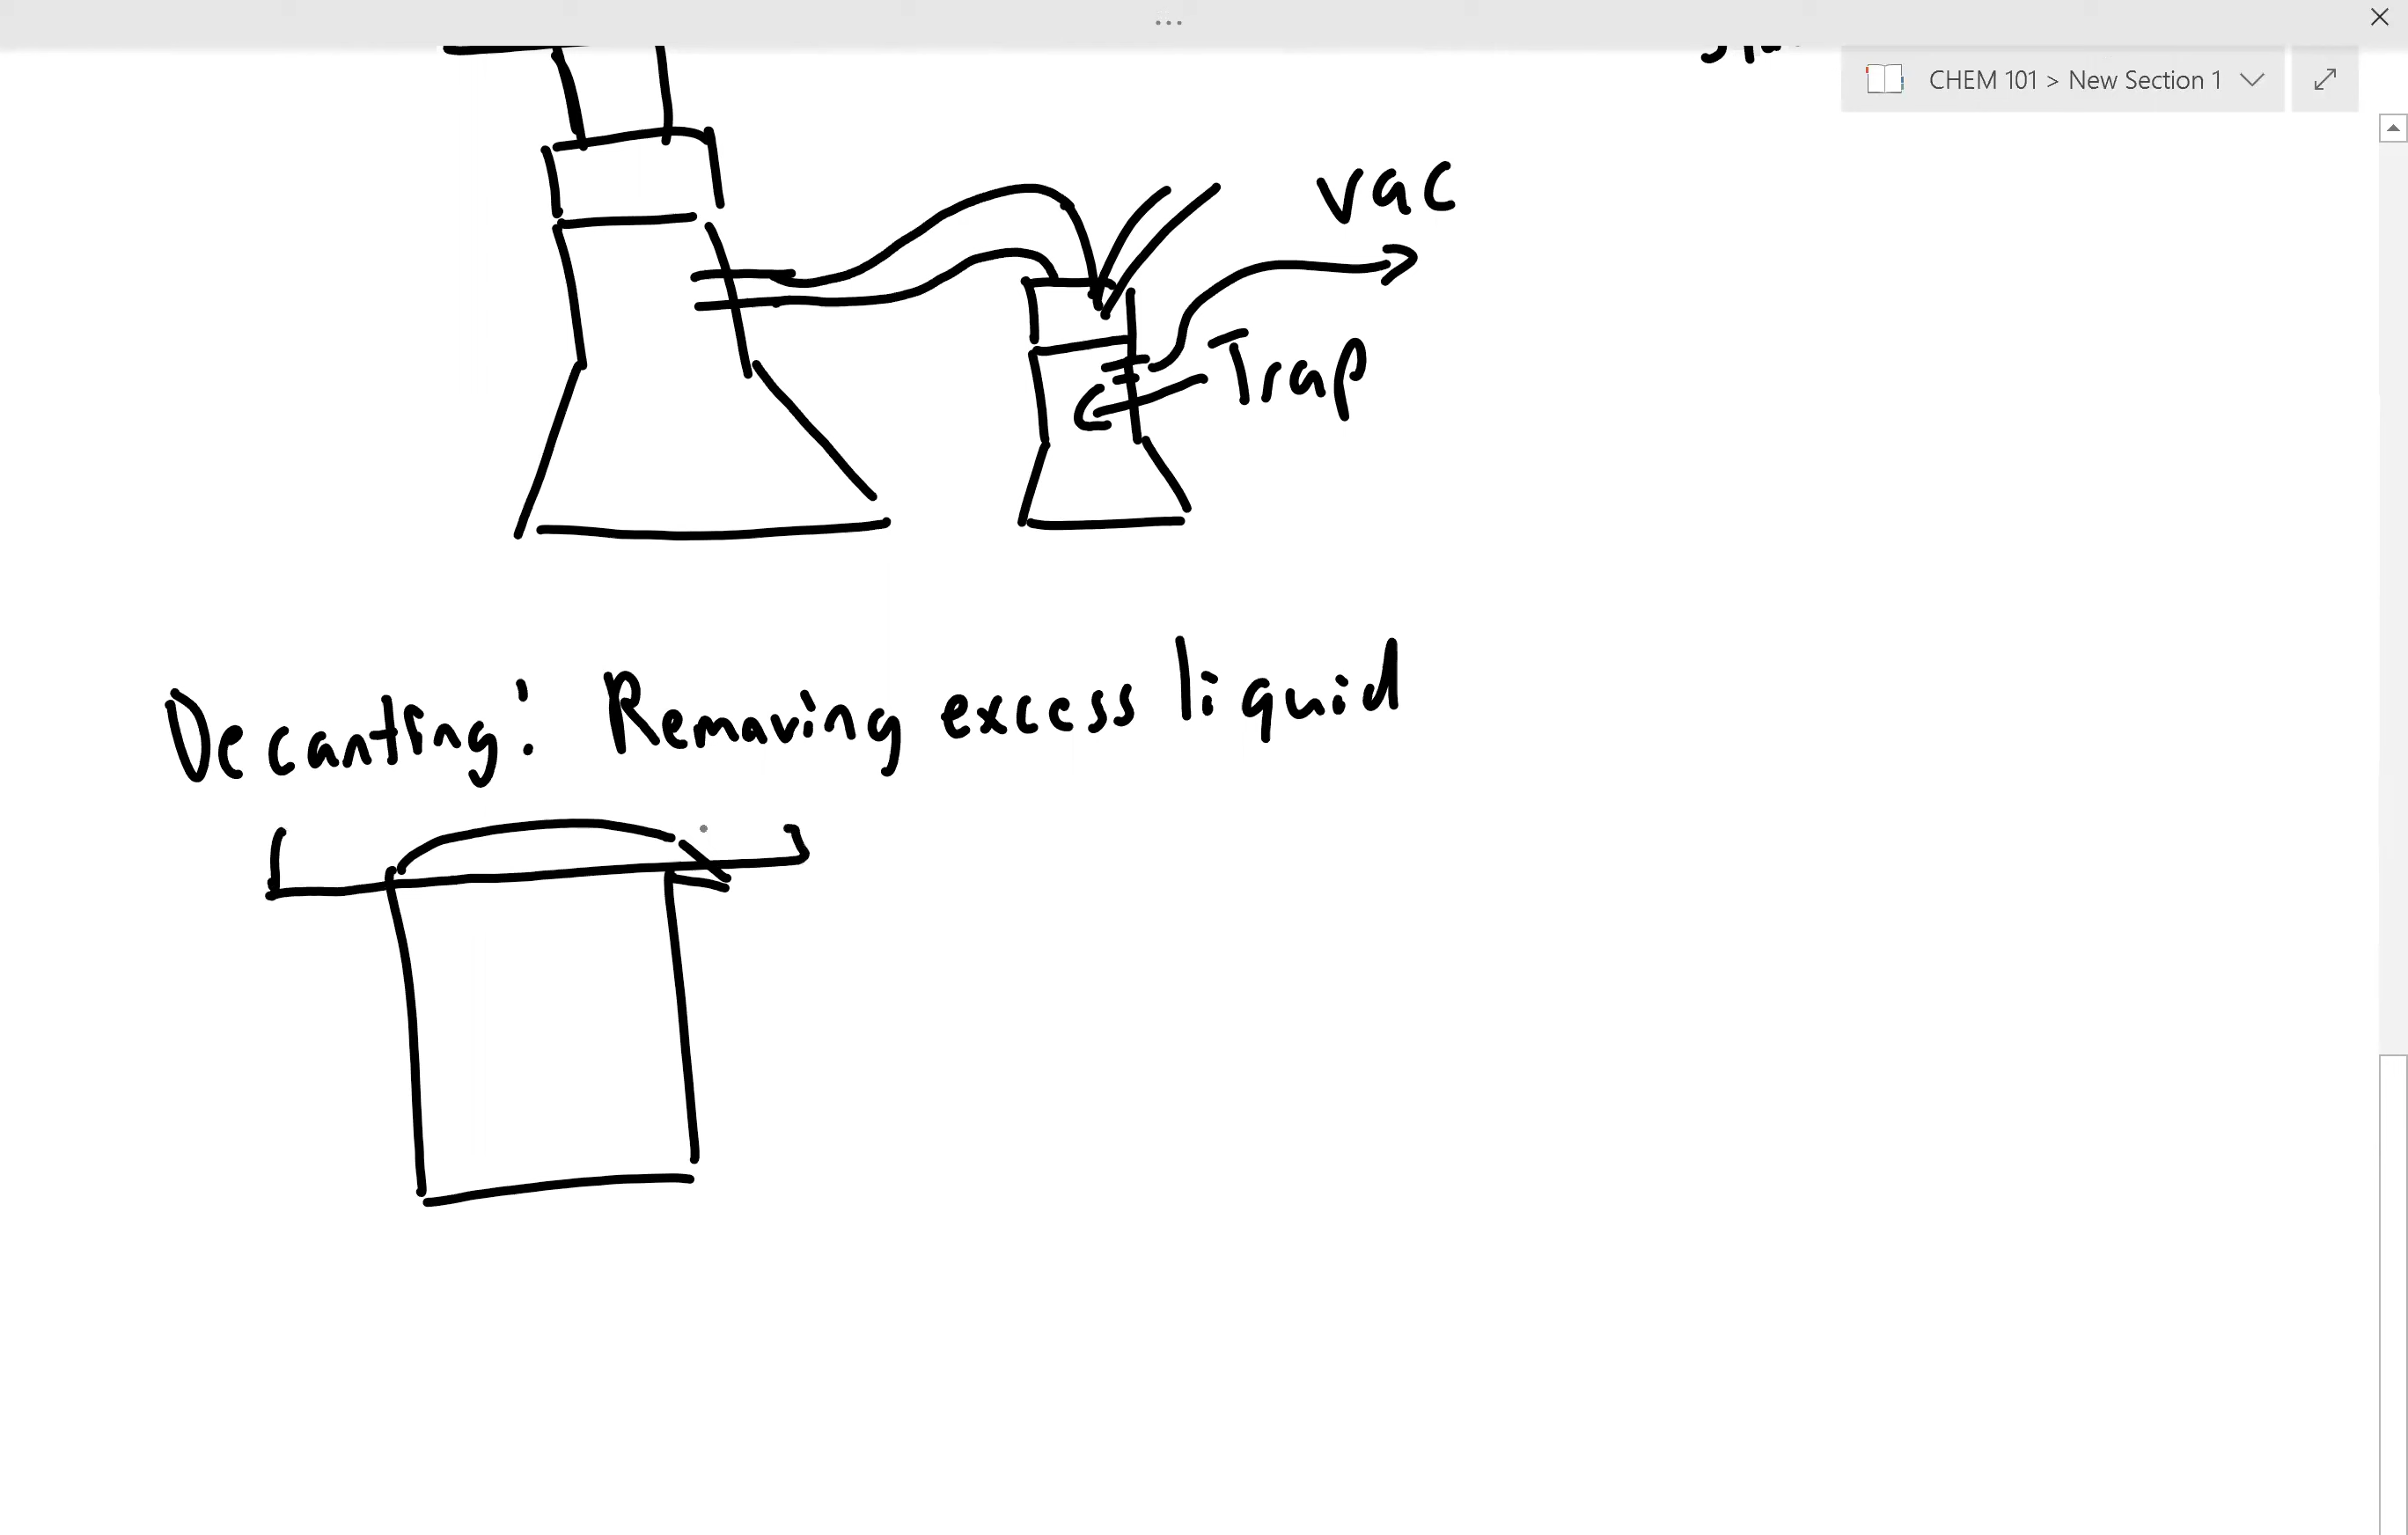 CHEM 101 > New Section 1
vac
Trap
Decanting: Removing excess liquid